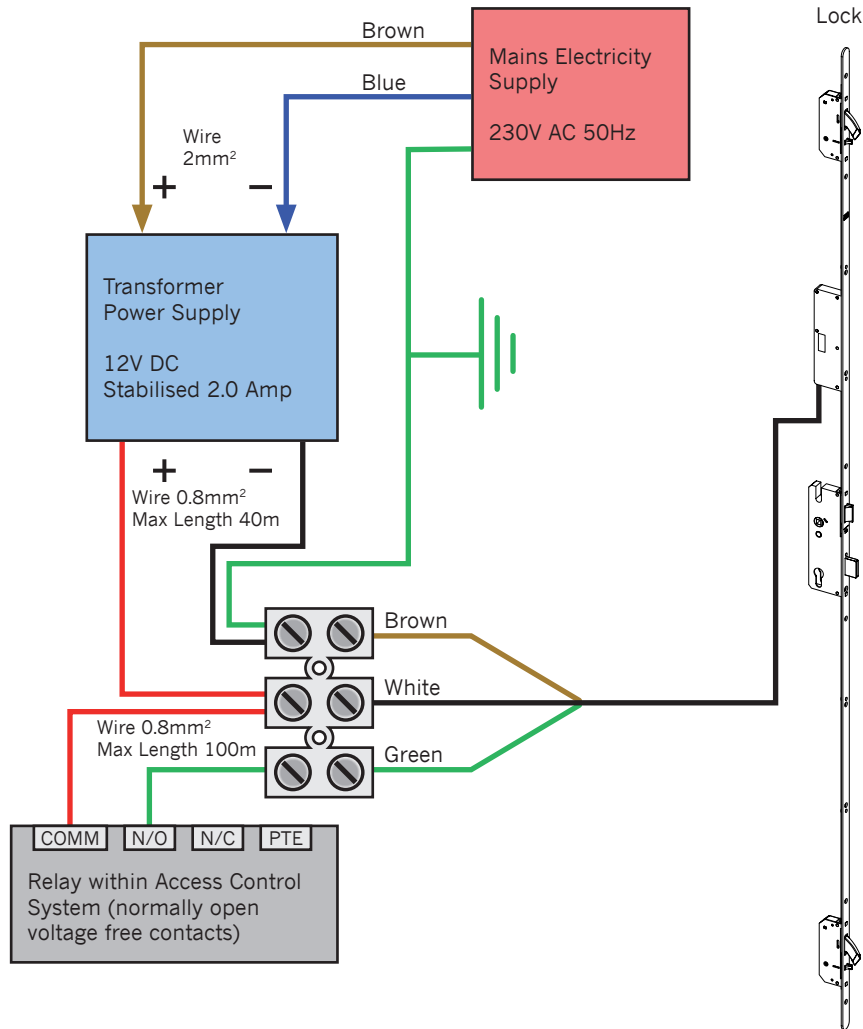 Lock
Brown
Mains Electricity
Supply
230V AC 50Hz
Blue
Wire
2mm²
+ −
Transformer
Power Supply
12V DC
Stabilised 2.0 Amp
+ −
Wire 0.8mm²
Max Length 40m
Brown
White
Wire 0.8mm²
Max Length 100m
Green
COMM N/O N/C PTE
Relay within Access Control
System (normally open
voltage free contacts)